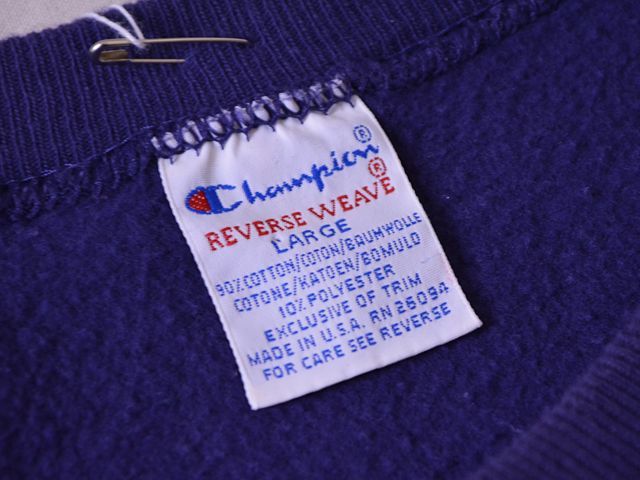 Champion®
REVERSE WEAVE®
LARGE
90% COTTON/COTON/BAUMWOLLE
COTONE/KATOEN/BOMULD
10% POLYESTER
EXCLUSIVE OF TRIM
MADE IN U.S.A. RN 26094
FOR CARE SEE REVERSE